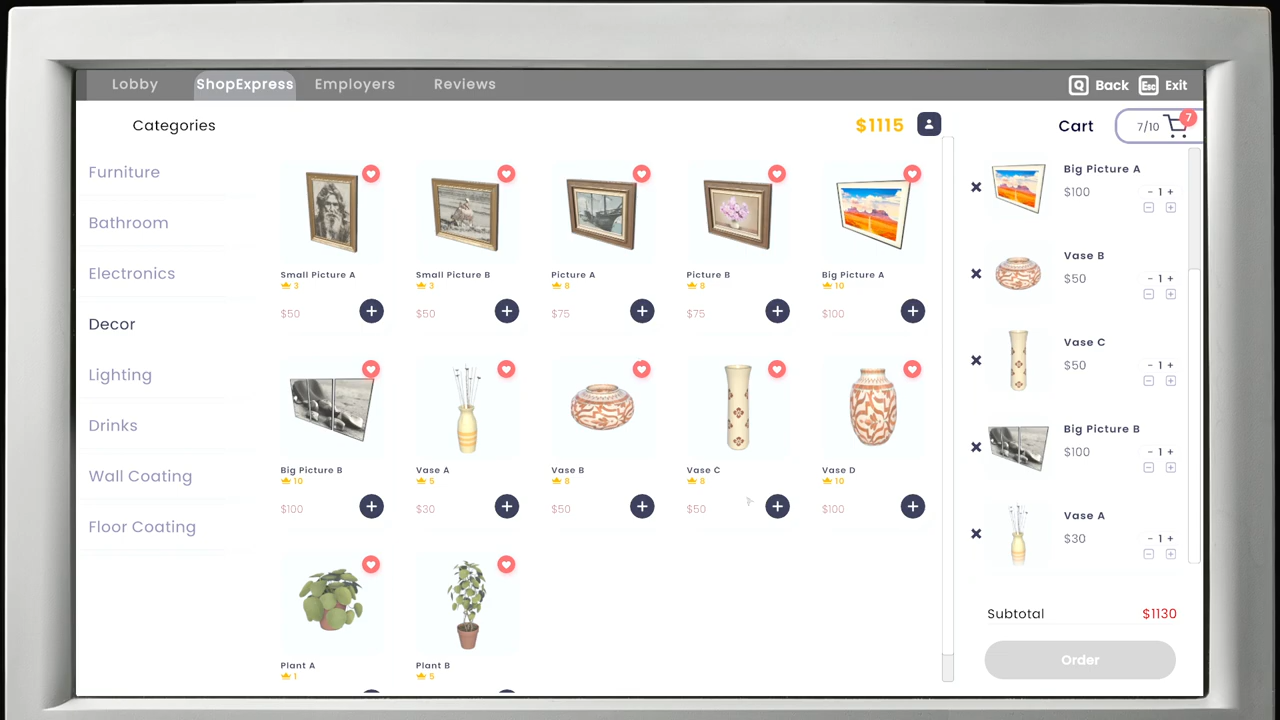 Lobby
ShopExpress
Employers
Reviews
Q Back Esc Exit
Categories
$1115
Cart
7/10
7
Furniture
Bathroom
Electronics
Decor
Lighting
Drinks
Wall Coating
Floor Coating
Small Picture A
3
$50
Small Picture B
3
$50
Picture A
8
$75
Picture B
8
$75
Big Picture A
10
$100
Big Picture B
10
$100
Vase A
5
$30
Vase B
8
$50
Vase C
8
$50
Vase D
10
$100
Plant A
1
Plant B
5
Big Picture A
$100
- 1 +
Vase B
$50
- 1 +
Vase C
$50
- 1 +
Big Picture B
$100
- 1 +
Vase A
$30
- 1 +
Subtotal $1130
Order